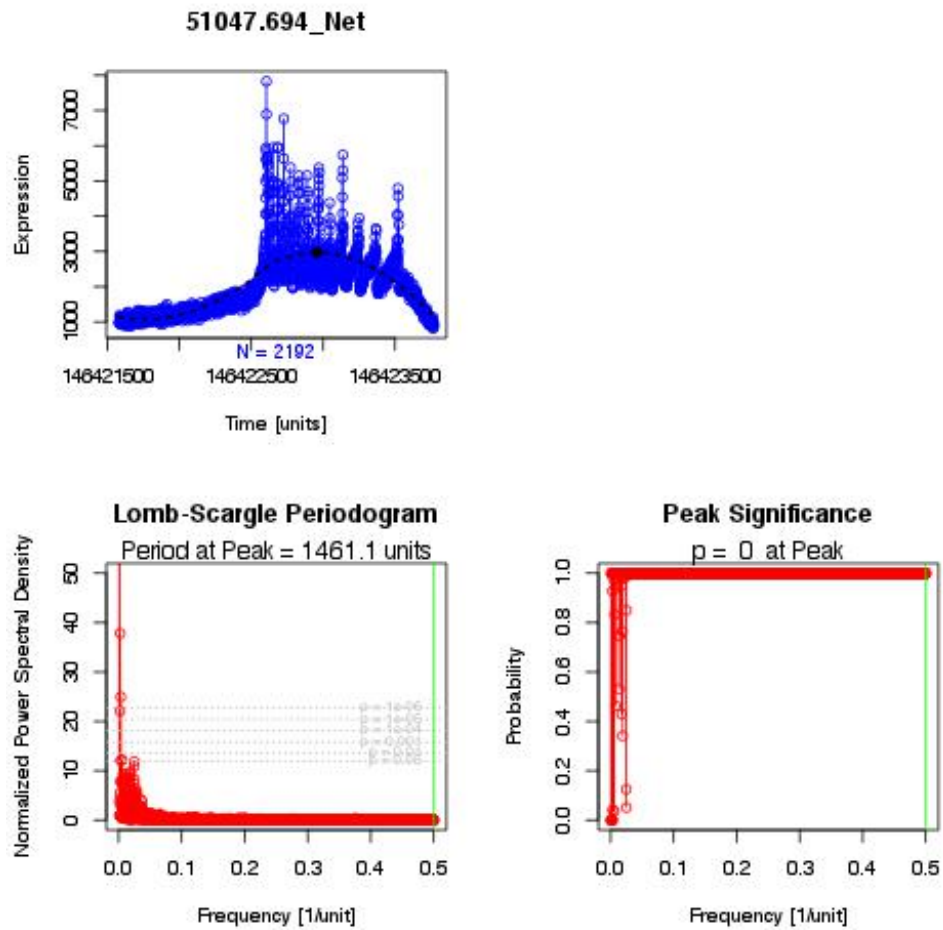 51047.694_Net
7000
5000
3000
1000
Expression
N = 2192
146421500 146422500 146423500
Time [units]
Lomb-Scargle Periodogram
Period at Peak = 1461.1 units
50
40
30
20
10
0
Normalized Power Spectral Density
0.0 0.1 0.2 0.3 0.4 0.5
Frequency [1/unit]
Peak Significance
p = 0 at Peak
1.0
0.8
0.6
0.4
0.2
0.0
Probability
0.0 0.1 0.2 0.3 0.4 0.5
Frequency [1/unit]